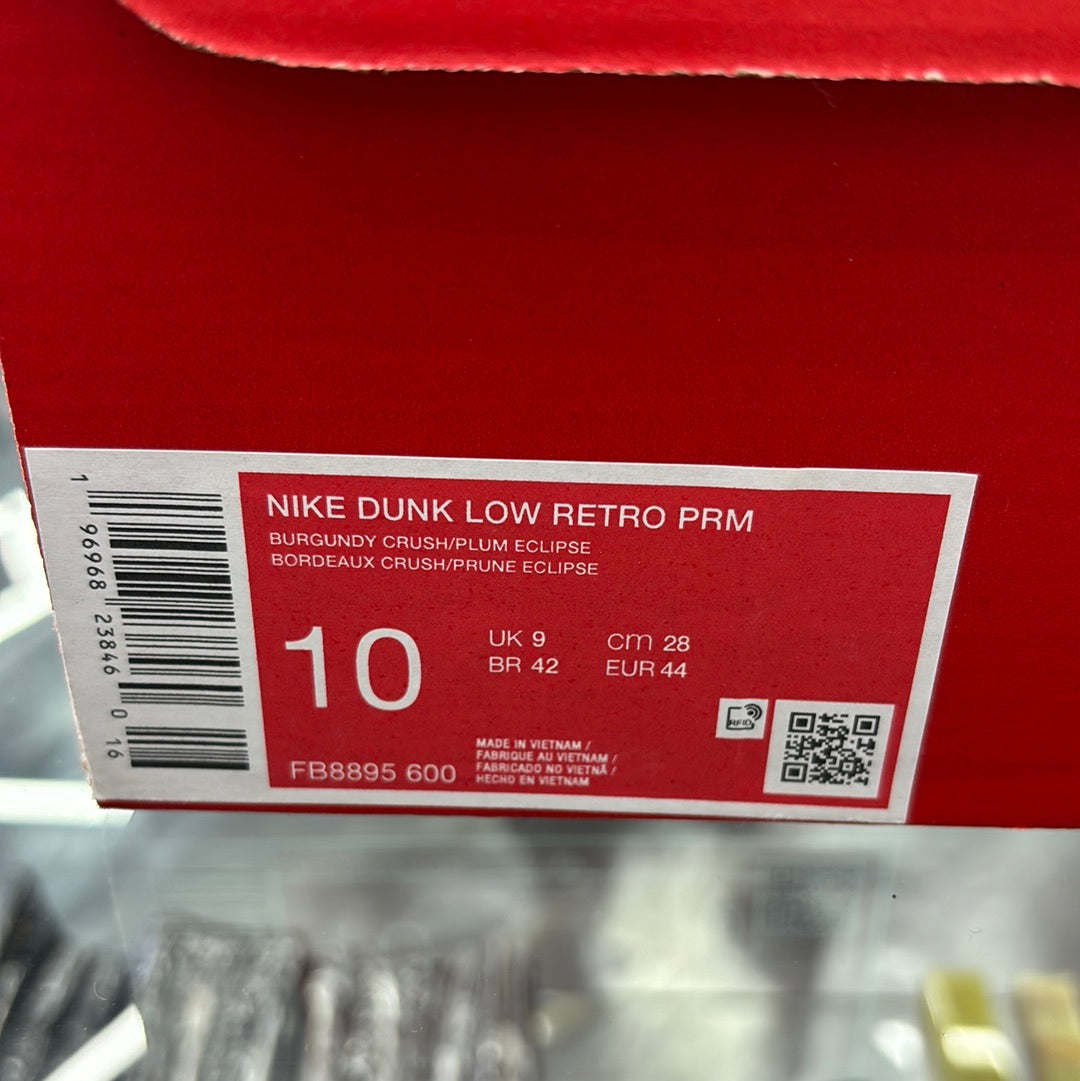 NIKE DUNK LOW RETRO PRM
BURGUNDY CRUSH/PLUM ECLIPSE
BORDEAUX CRUSH/PRUNE ECLIPSE
10
UK 9
cm 28
BR 42
EUR 44
RFID
FB8895 600
MADE IN VIETNAM /
FABRIQUE AU VIETNAM /
FABRICADO NO VIETNÃ /
HECHO EN VIETNAM
1 96968 23846 0 16